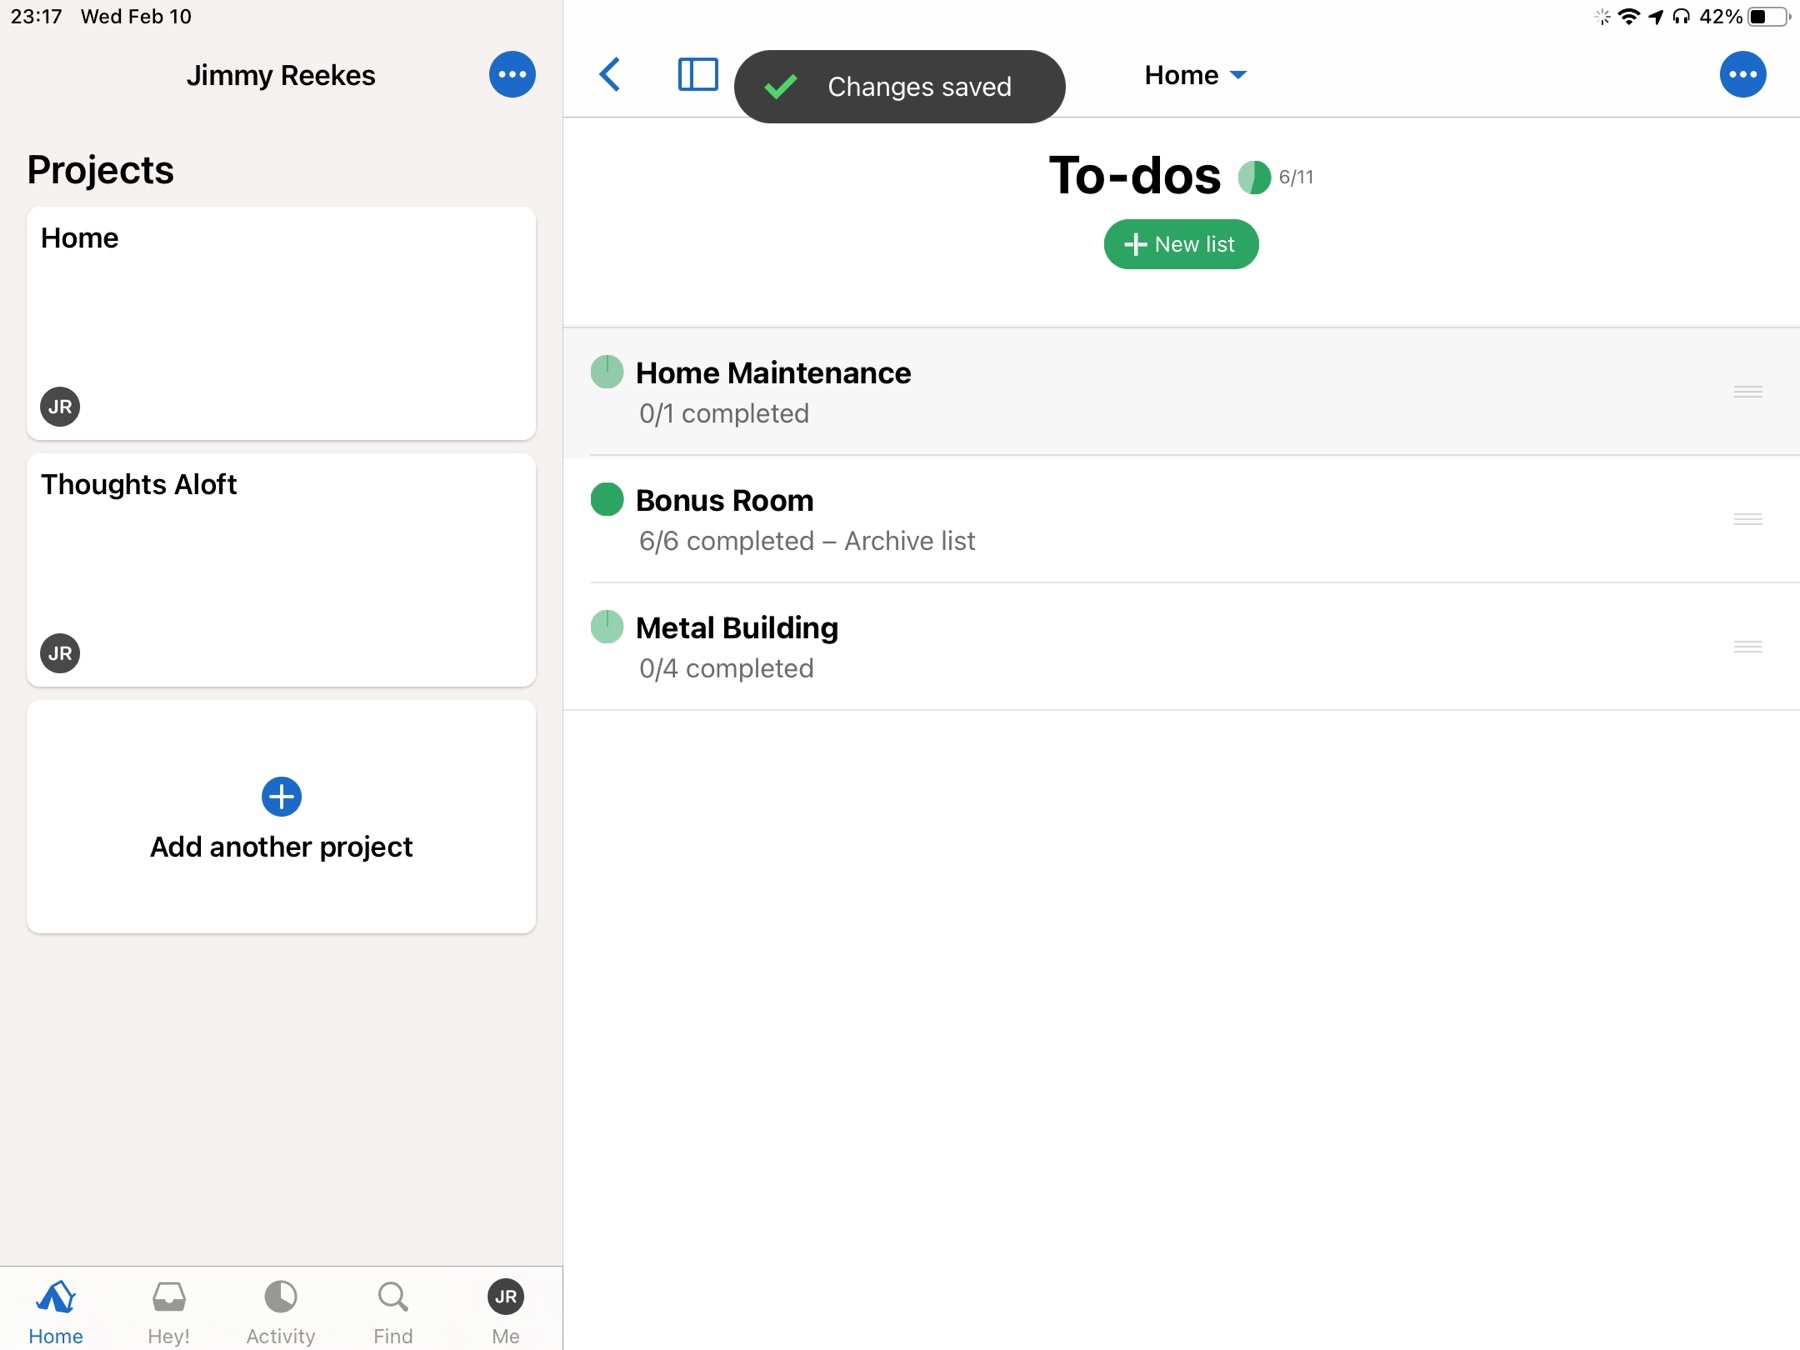 23:17 Wed Feb 10
42%
Jimmy Reekes
Projects
Home
JR
Thoughts Aloft
JR
Add another project
Home
Hey!
Activity
Find
JR
Me
Changes saved
Home
To-dos 6/11
New list
Home Maintenance
0/1 completed
Bonus Room
6/6 completed – Archive list
Metal Building
0/4 completed